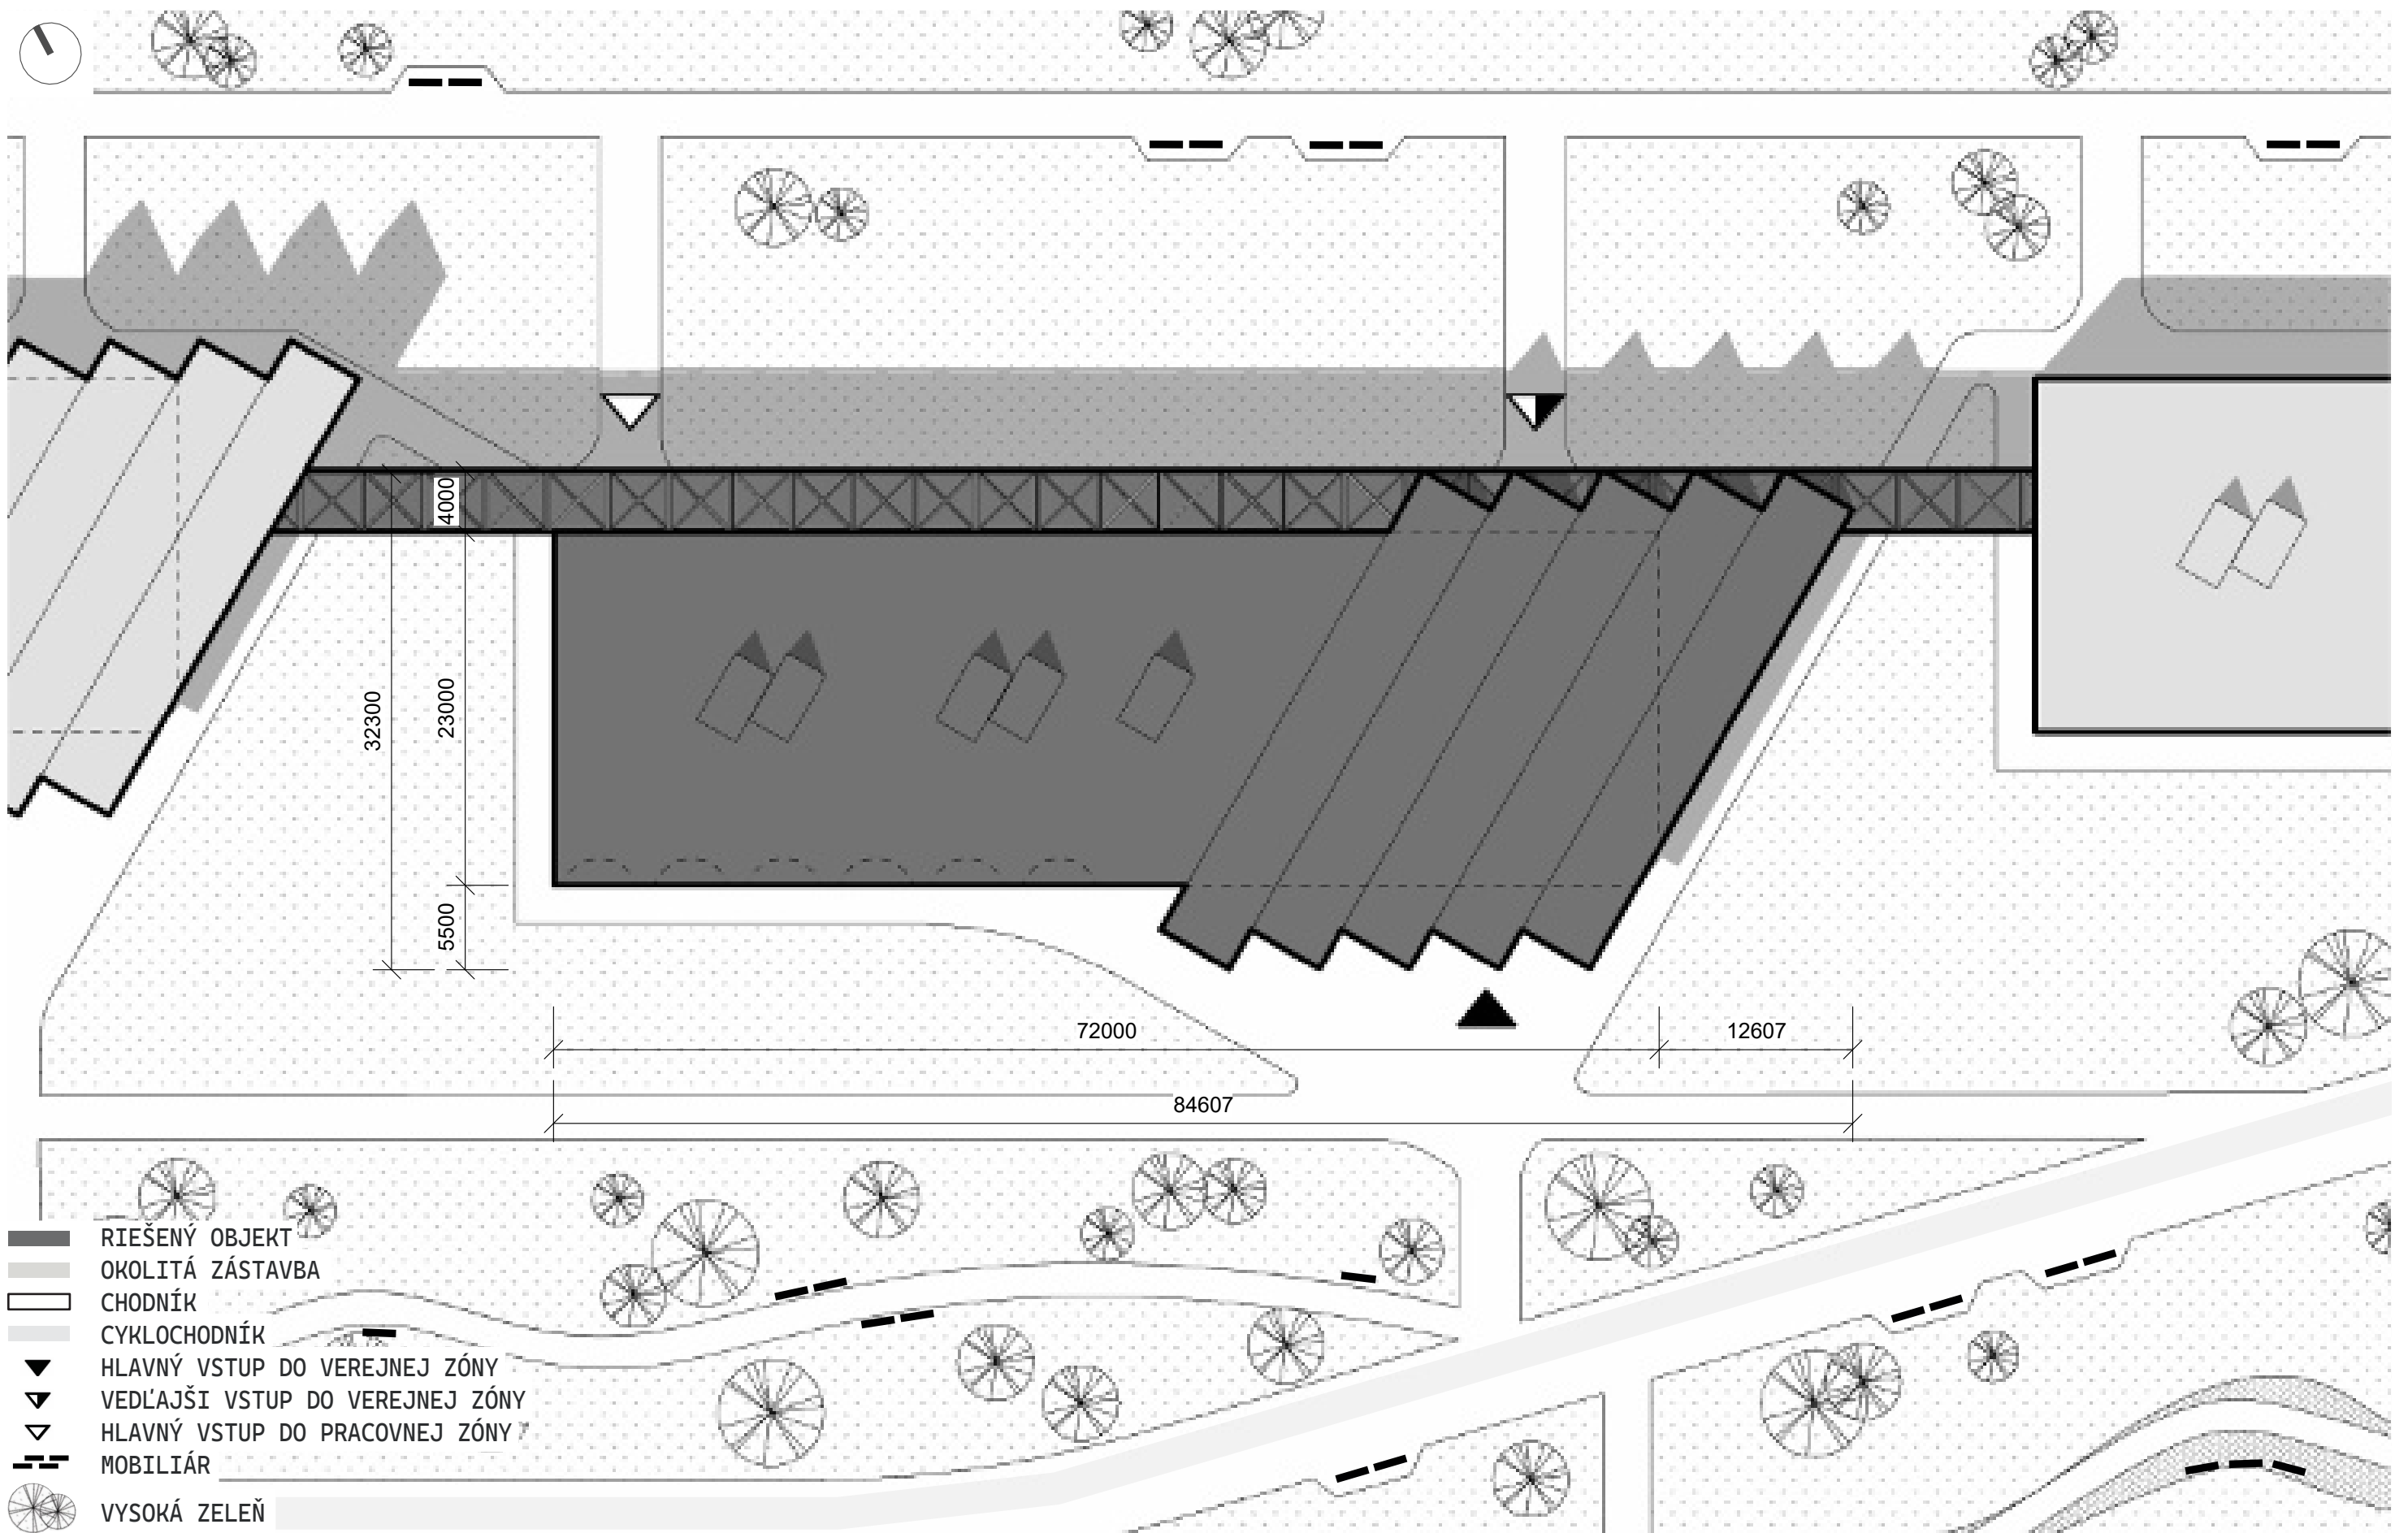 4000
32300
23000
5500
72000
12607
84607
RIEŠENÝ OBJEKT
OKOLITÁ ZÁSTAVBA
CHODNÍK
CYKLOCHODNÍK
HLAVNÝ VSTUP DO VEREJNEJ ZÓNY
VEDĽAJŠI VSTUP DO VEREJNEJ ZÓNY
HLAVNÝ VSTUP DO PRACOVNEJ ZÓNY
MOBILIÁR
VYSOKÁ ZELEŇ